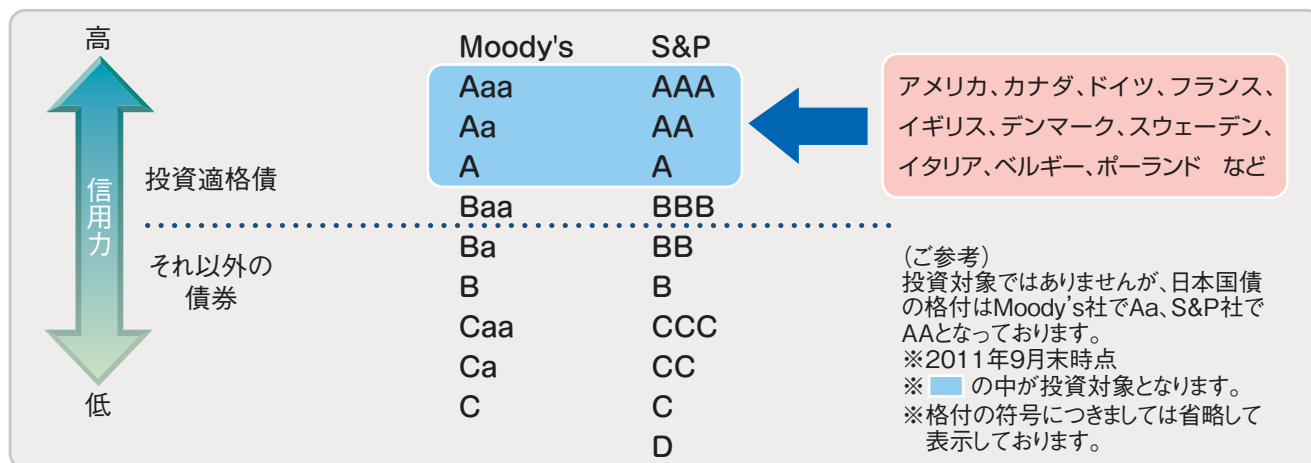 高
信用力
低
投資適格債
それ以外の
債券
Moody's S&P
Aaa AAA
Aa AA
A A
Baa BBB
Ba BB
B B
Caa CCC
Ca CC
C C
D
アメリカ、カナダ、ドイツ、フランス、
イギリス、デンマーク、スウェーデン、
イタリア、ベルギー、ポーランド　など
（ご参考）
投資対象ではありませんが、日本国債
の格付はMoody's社でAa、S&P社で
AAとなっております。
※2011年9月末時点
※ の中が投資対象となります。
※格付の符号につきましては省略して
表示しております。